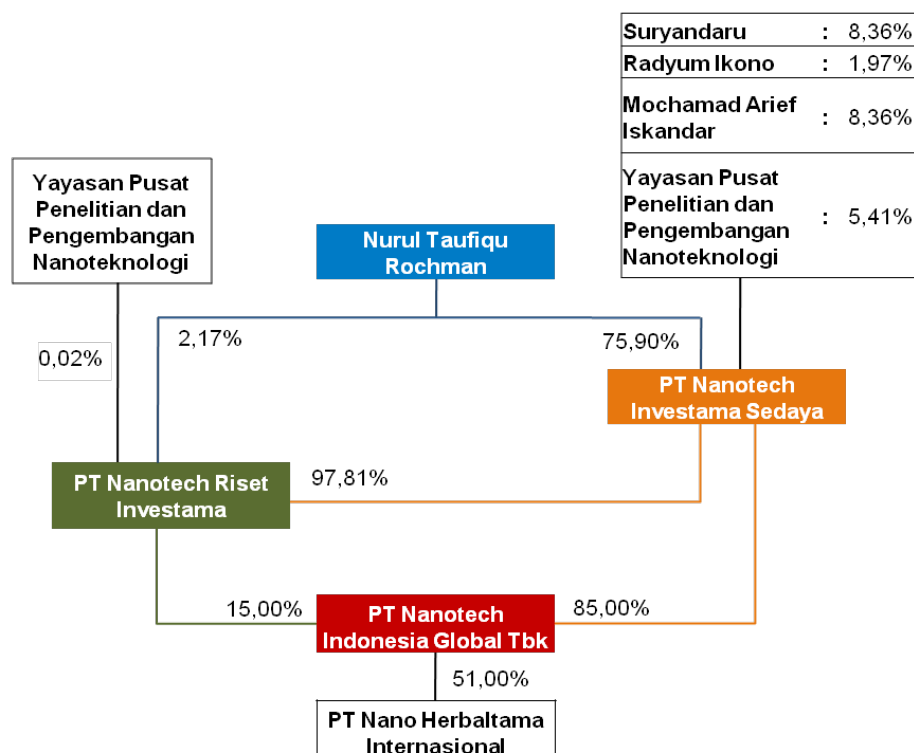 Suryandaru : 8,36%
Radyum Ikono : 1,97%
Mochamad Arief
Iskandar : 8,36%
Yayasan Pusat
Penelitian dan
Pengembangan
Nanoteknologi : 5,41%
Yayasan Pusat
Penelitian dan
Pengembangan
Nanoteknologi
Nurul Taufiqu
Rochman
0,02%
2,17%
75,90%
PT Nanotech
Investama Sedaya
PT Nanotech Riset
Investama
97,81%
15,00%
PT Nanotech
Indonesia Global Tbk
85,00%
51,00%
PT Nano Herbaltama
Internasional